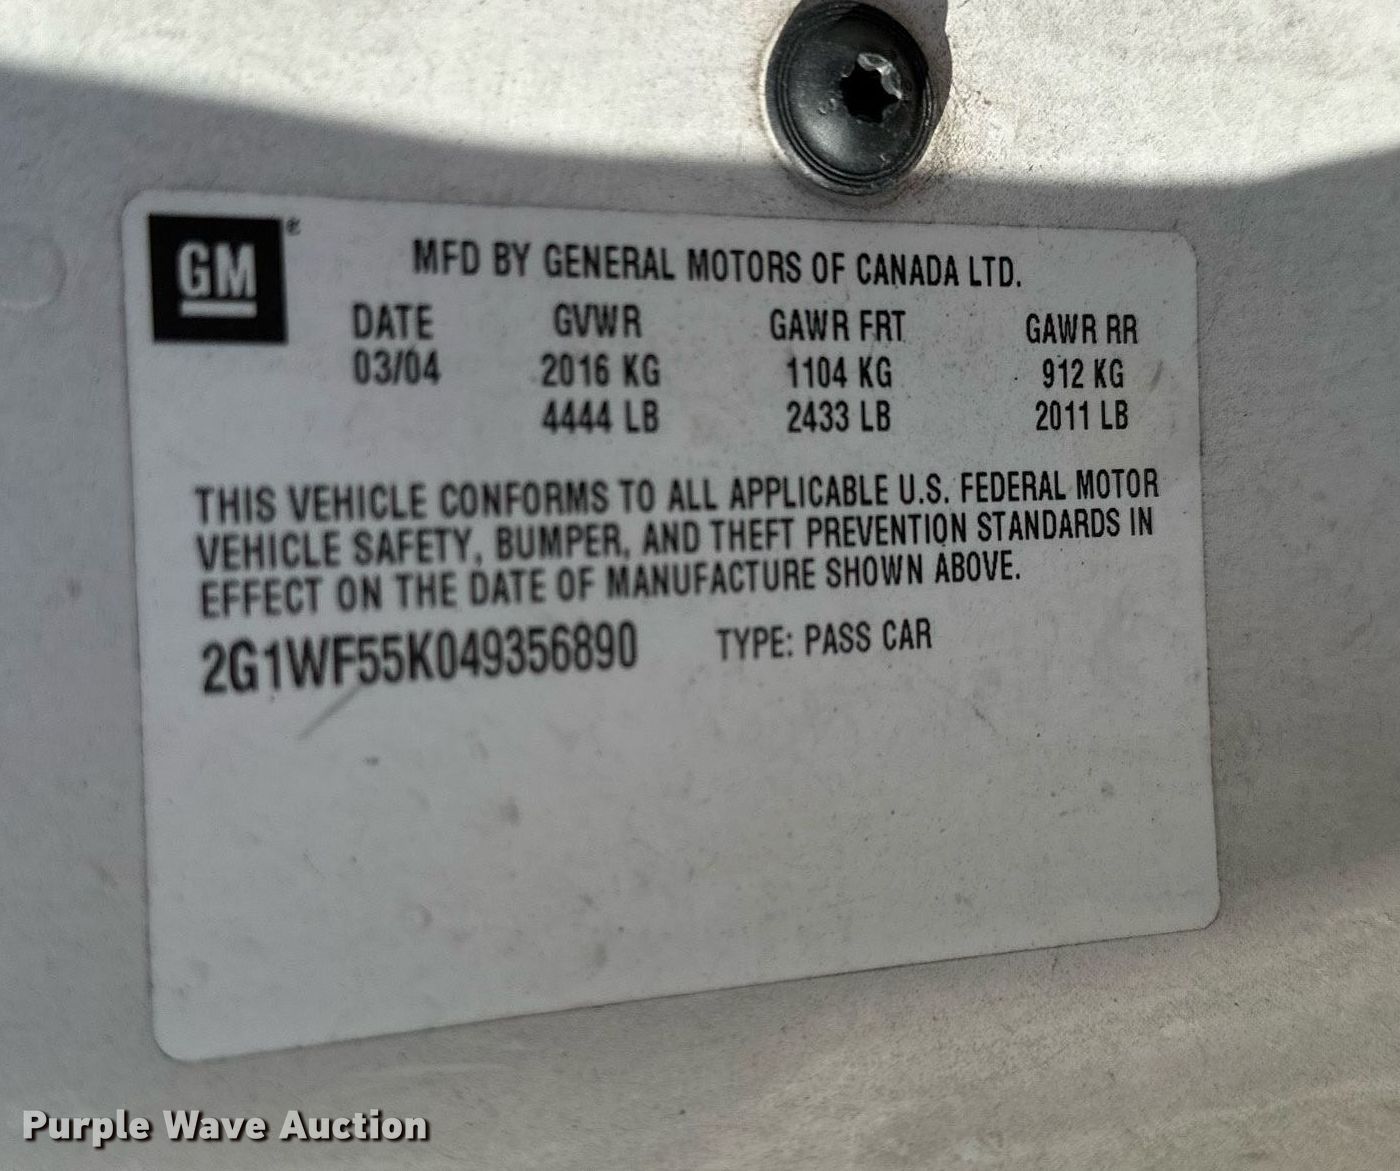 GM®
MFD BY GENERAL MOTORS OF CANADA LTD.
DATE GVWR GAWR FRT GAWR RR
03/04 2016 KG 1104 KG 912 KG
4444 LB 2433 LB 2011 LB
THIS VEHICLE CONFORMS TO ALL APPLICABLE U.S. FEDERAL MOTOR
VEHICLE SAFETY, BUMPER, AND THEFT PREVENTION STANDARDS IN
EFFECT ON THE DATE OF MANUFACTURE SHOWN ABOVE.
2G1WF55K049356890 TYPE: PASS CAR
Purple Wave Auction